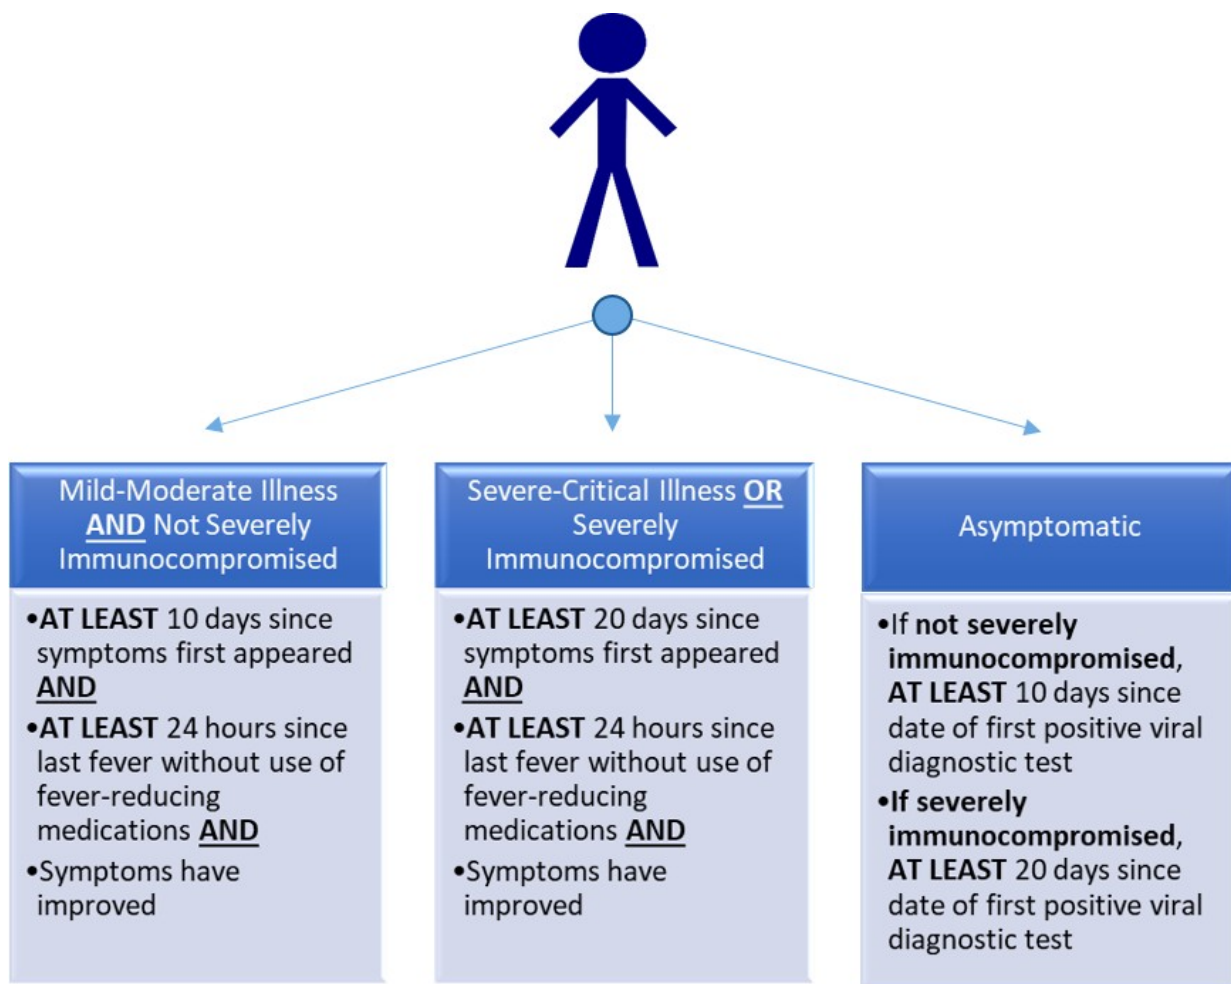 Mild-Moderate Illness
AND Not Severely
Immunocompromised
•AT LEAST 10 days since
symptoms first appeared
AND
•AT LEAST 24 hours since
last fever without use of
fever-reducing
medications AND
•Symptoms have
improved
Severe-Critical Illness OR
Severely
Immunocompromised
•AT LEAST 20 days since
symptoms first appeared
AND
•AT LEAST 24 hours since
last fever without use of
fever-reducing
medications AND
•Symptoms have
improved
Asymptomatic
•If not severely
immunocompromised,
AT LEAST 10 days since
date of first positive viral
diagnostic test
•If severely
immunocompromised,
AT LEAST 20 days since
date of first positive viral
diagnostic test